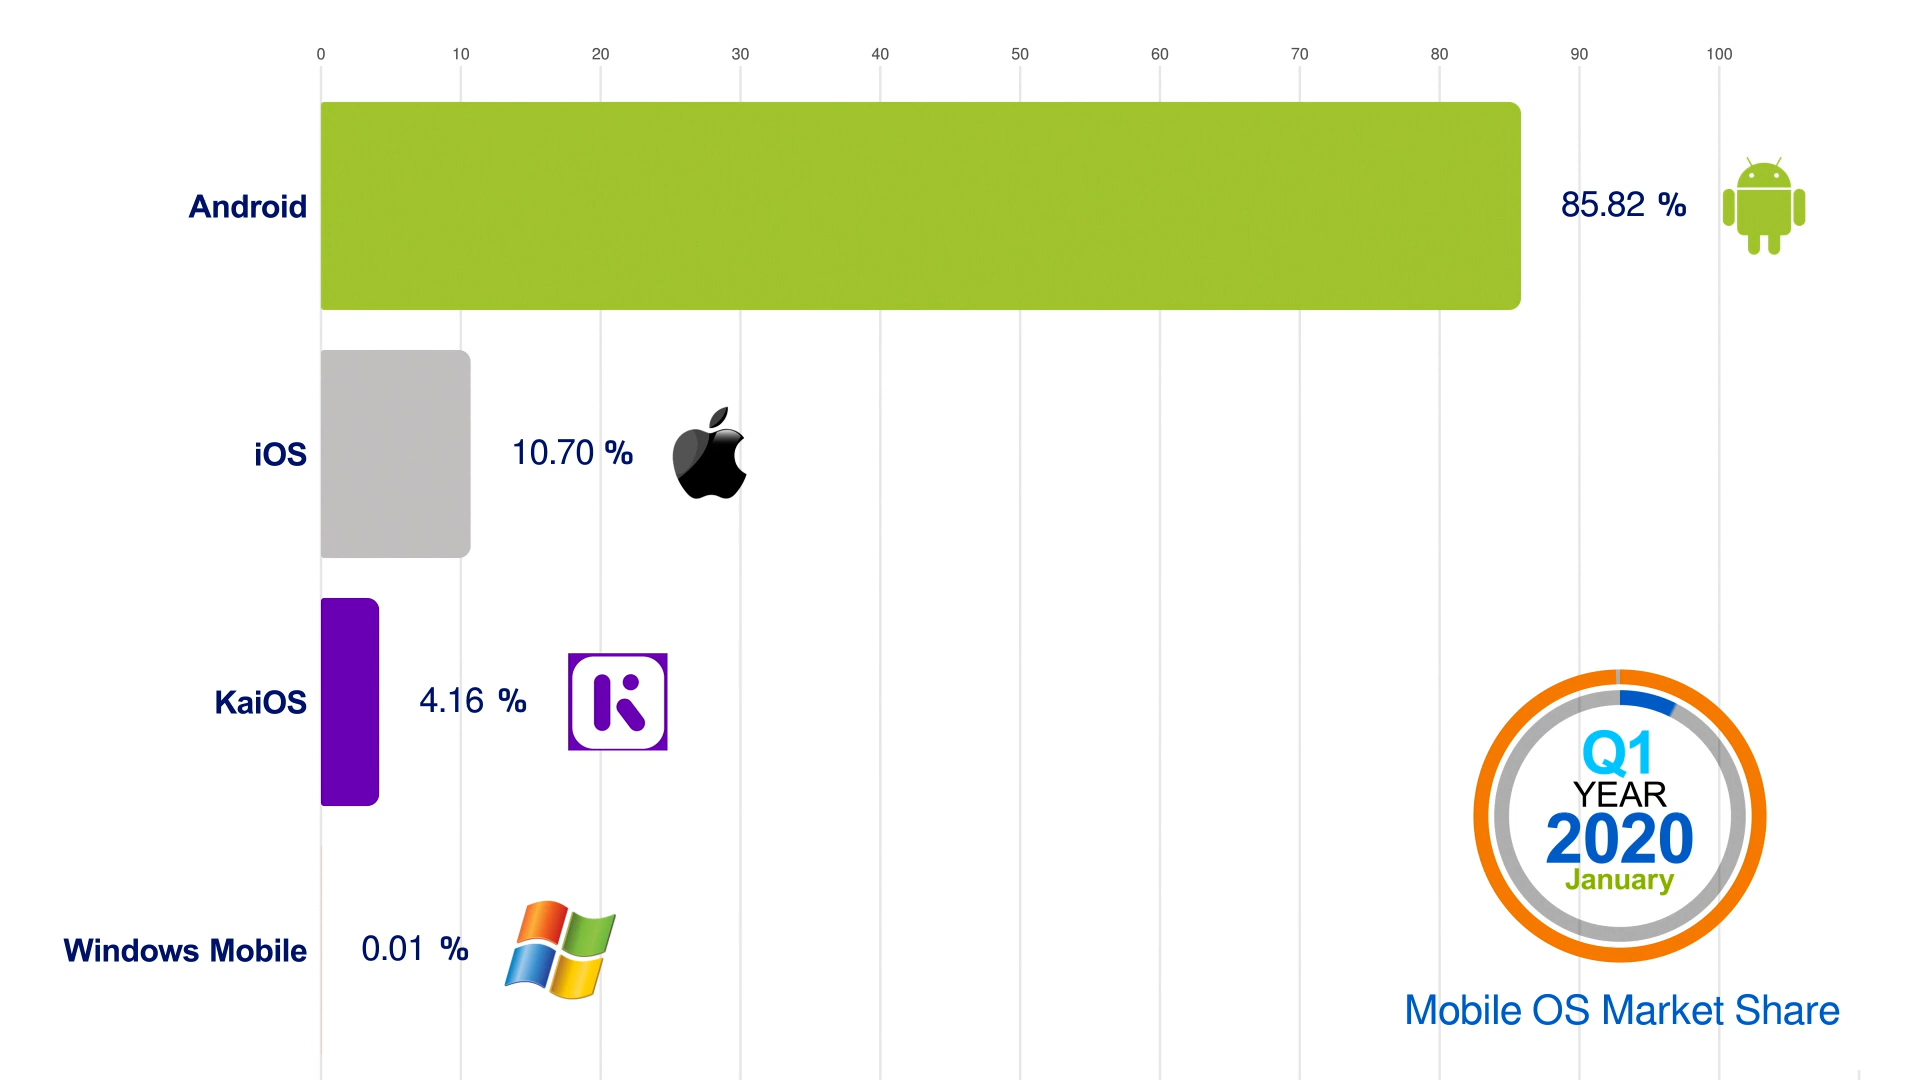 0 10 20 30 40 50 60 70 80 90 100
Android 85.82 %
iOS 10.70 %
KaiOS 4.16 %
Windows Mobile 0.01 %
Q1
YEAR
2020
January
Mobile OS Market Share